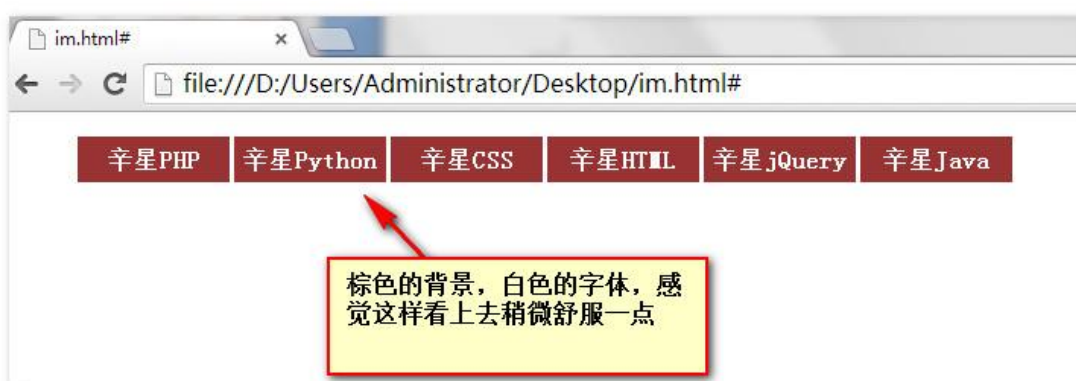 im.html#
file:///D:/Users/Administrator/Desktop/im.html#
辛星PHP 辛星Python 辛星CSS 辛星HTML 辛星jQuery 辛星Java
棕色的背景，白色的字体，感
觉这样看上去稍微舒服一点